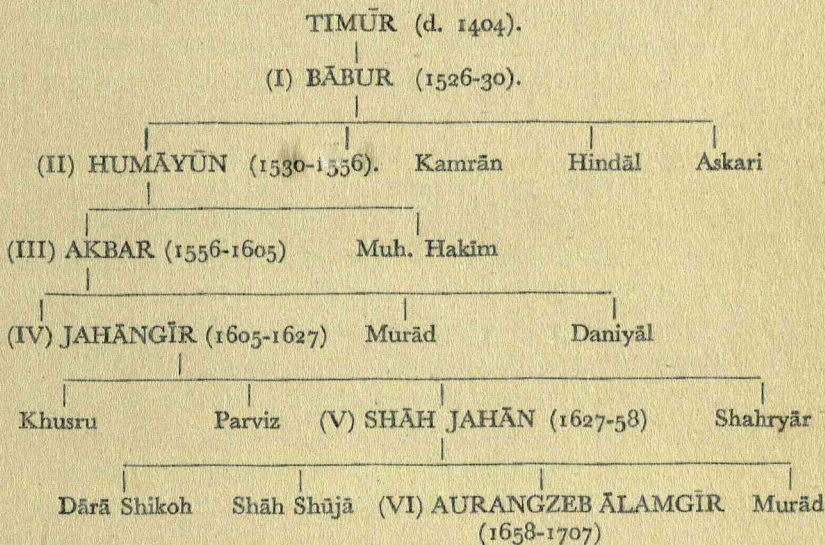 TIMŪR (d. 1404).
(I) BĀBUR (1526-30).
(II) HUMĀYŪN (1530-1556). Kamrān Hindāl Askari
(III) AKBAR (1556-1605) Muh. Hakīm
(IV) JAHĀNGĪR (1605-1627) Murād Daniyāl
Khusru Parviz (V) SHĀH JAHĀN (1627-58) Shahryār
Dārā Shikoh Shāh Shūjā (VI) AURANGZEB ĀLAMGĪR Murād
(1658-1707)